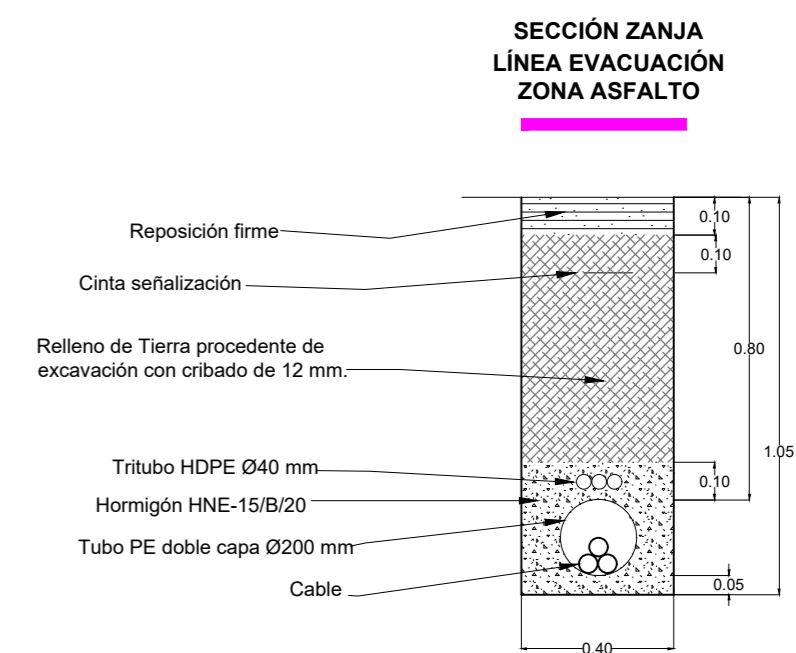 SECCIÓN ZANJA
LÍNEA EVACUACIÓN
ZONA ASFALTO
Reposición firme
0.10
0.10
Cinta señalización
Relleno de Tierra procedente de
excavación con cribado de 12 mm.
0.80
1.05
Tritubo HDPE Ø40 mm
0.10
Hormigón HNE-15/B/20
Tubo PE doble capa Ø200 mm
Cable
0.05
0.40